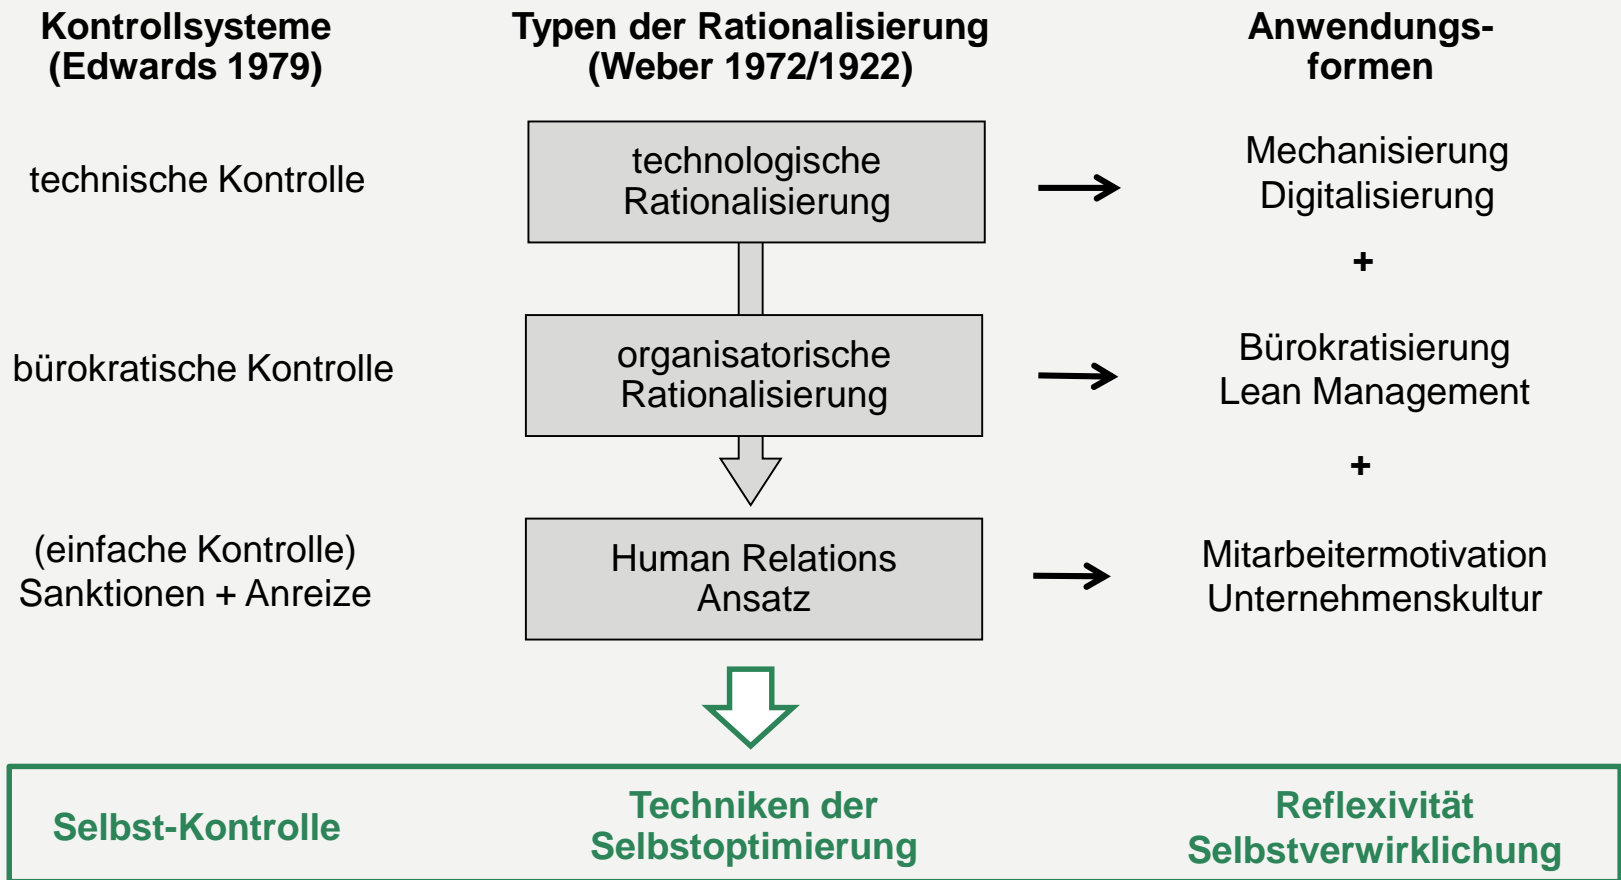 Kontrollsysteme
(Edwards 1979)
Typen der Rationalisierung
(Weber 1972/1922)
Anwendungs-
formen
technische Kontrolle
technologische
Rationalisierung
Mechanisierung
Digitalisierung
+
bürokratische Kontrolle
organisatorische
Rationalisierung
Bürokratisierung
Lean Management
+
(einfache Kontrolle)
Sanktionen + Anreize
Human Relations
Ansatz
Mitarbeitermotivation
Unternehmenskultur
Selbst-Kontrolle
Techniken der
Selbstoptimierung
Reflexivität
Selbstverwirklichung